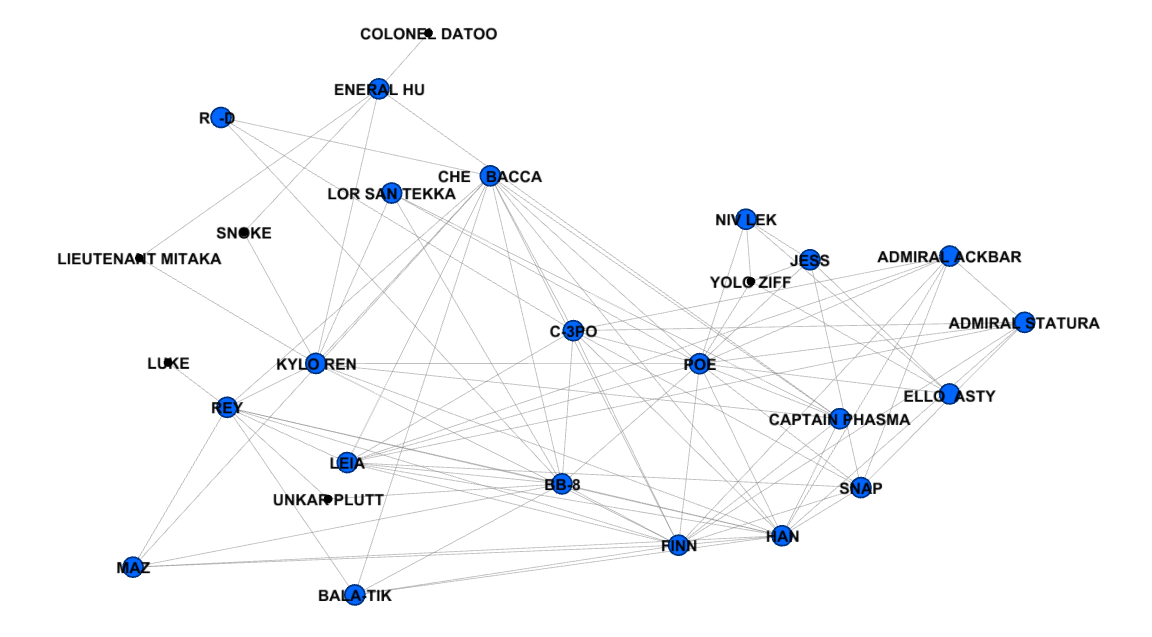 COLONEL DATOO
ENERAL HU
R -D
CHE BACCA
LOR SAN TEKKA
NIV LEK
SNOKE
LIEUTENANT MITAKA
JESS
ADMIRAL ACKBAR
YOLO ZIFF
ADMIRAL STATURA
C-3PO
LUKE
KYLO REN
POE
ELLO ASTY
REY
CAPTAIN PHASMA
LEIA
BB-8
SNAP
UNKAR PLUTT
HAN
FINN
MAZ
BALA-TIK